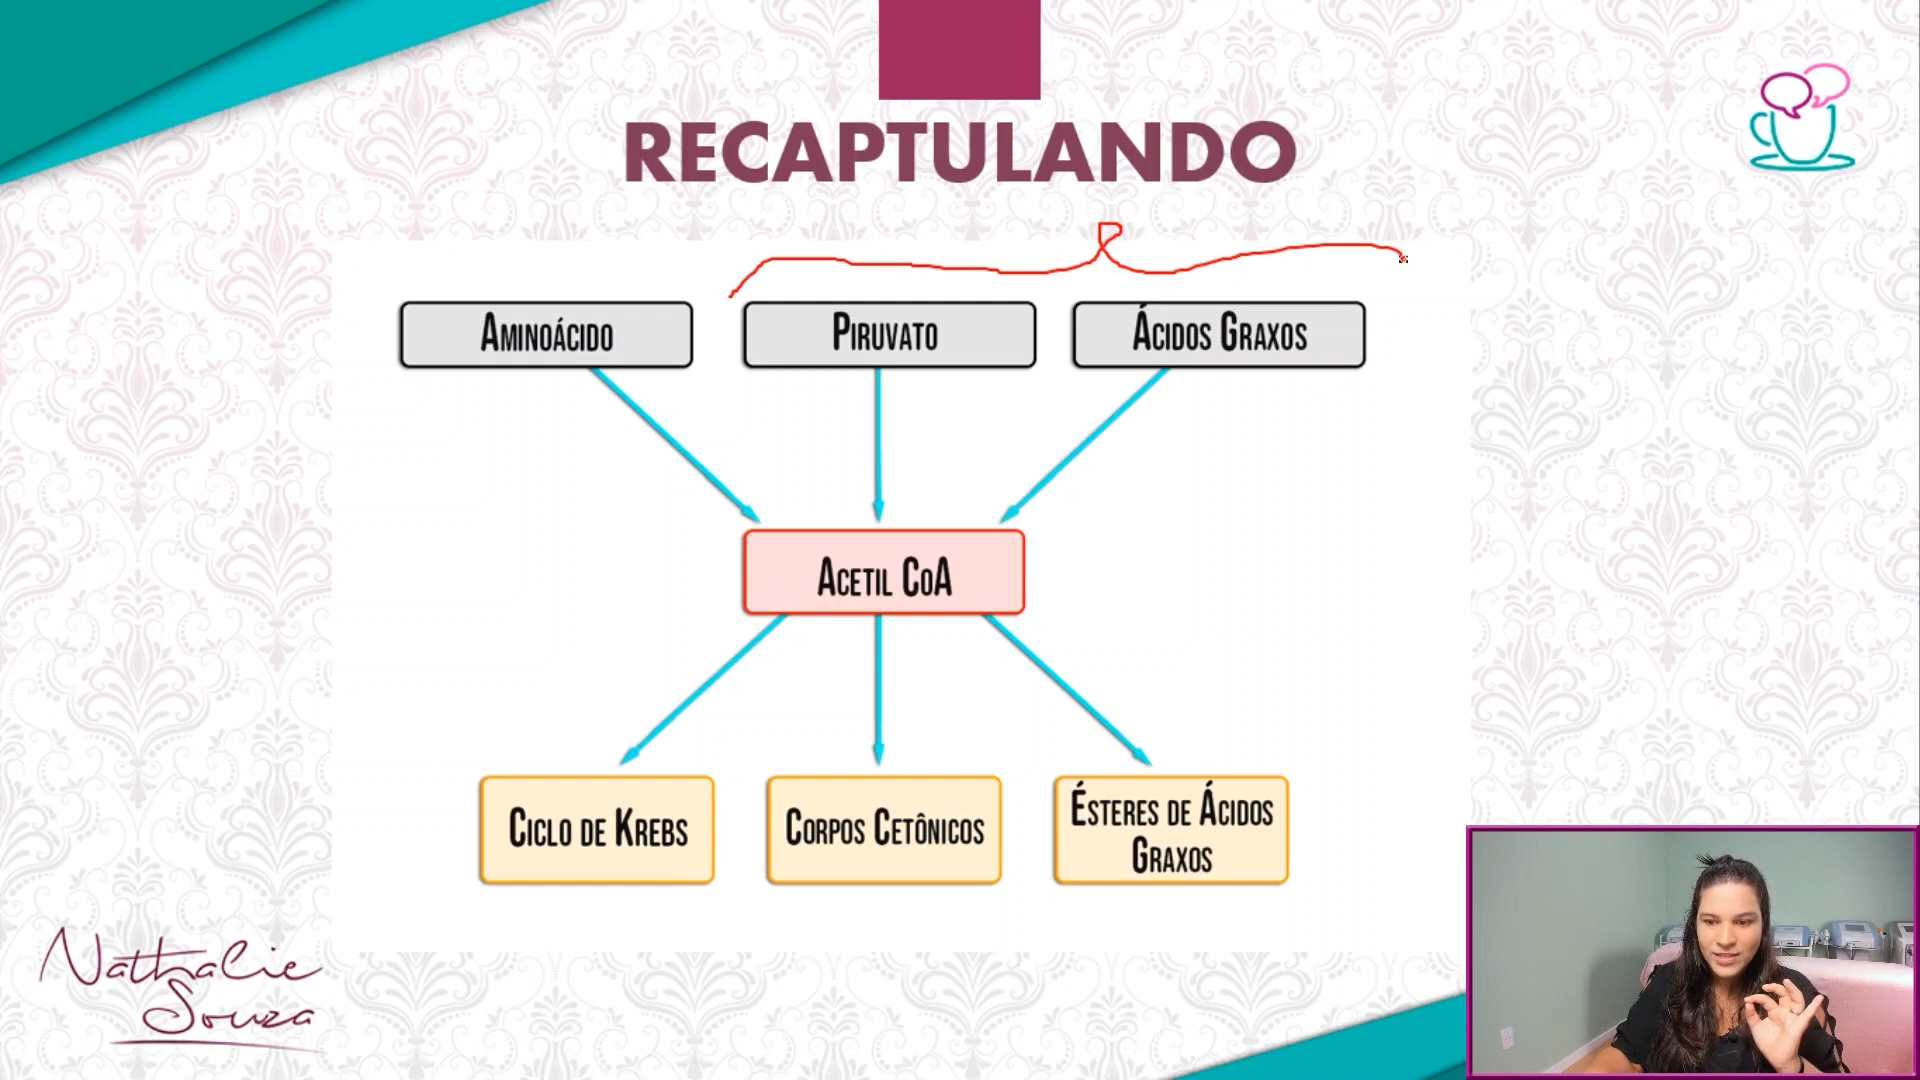 RECAPTULANDO
Aminoácido
Piruvato
Ácidos Graxos
Acetil CoA
Ciclo de Krebs
Corpos Cetônicos
Ésteres de Ácidos
Graxos
Nathalie
Souza